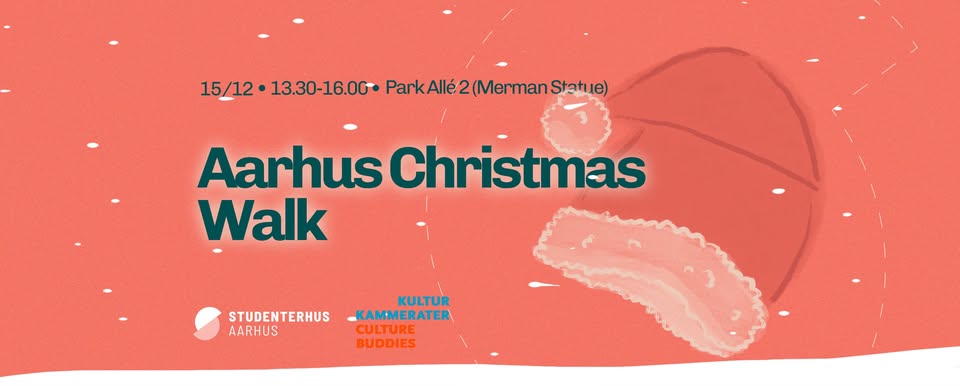 15/12 • 13.30-16.00 • Park Allé 2 (Merman Statue)
Aarhus Christmas
Walk
STUDENTERHUS
AARHUS
KULTUR
KAMMERATER
CULTURE
BUDDIES